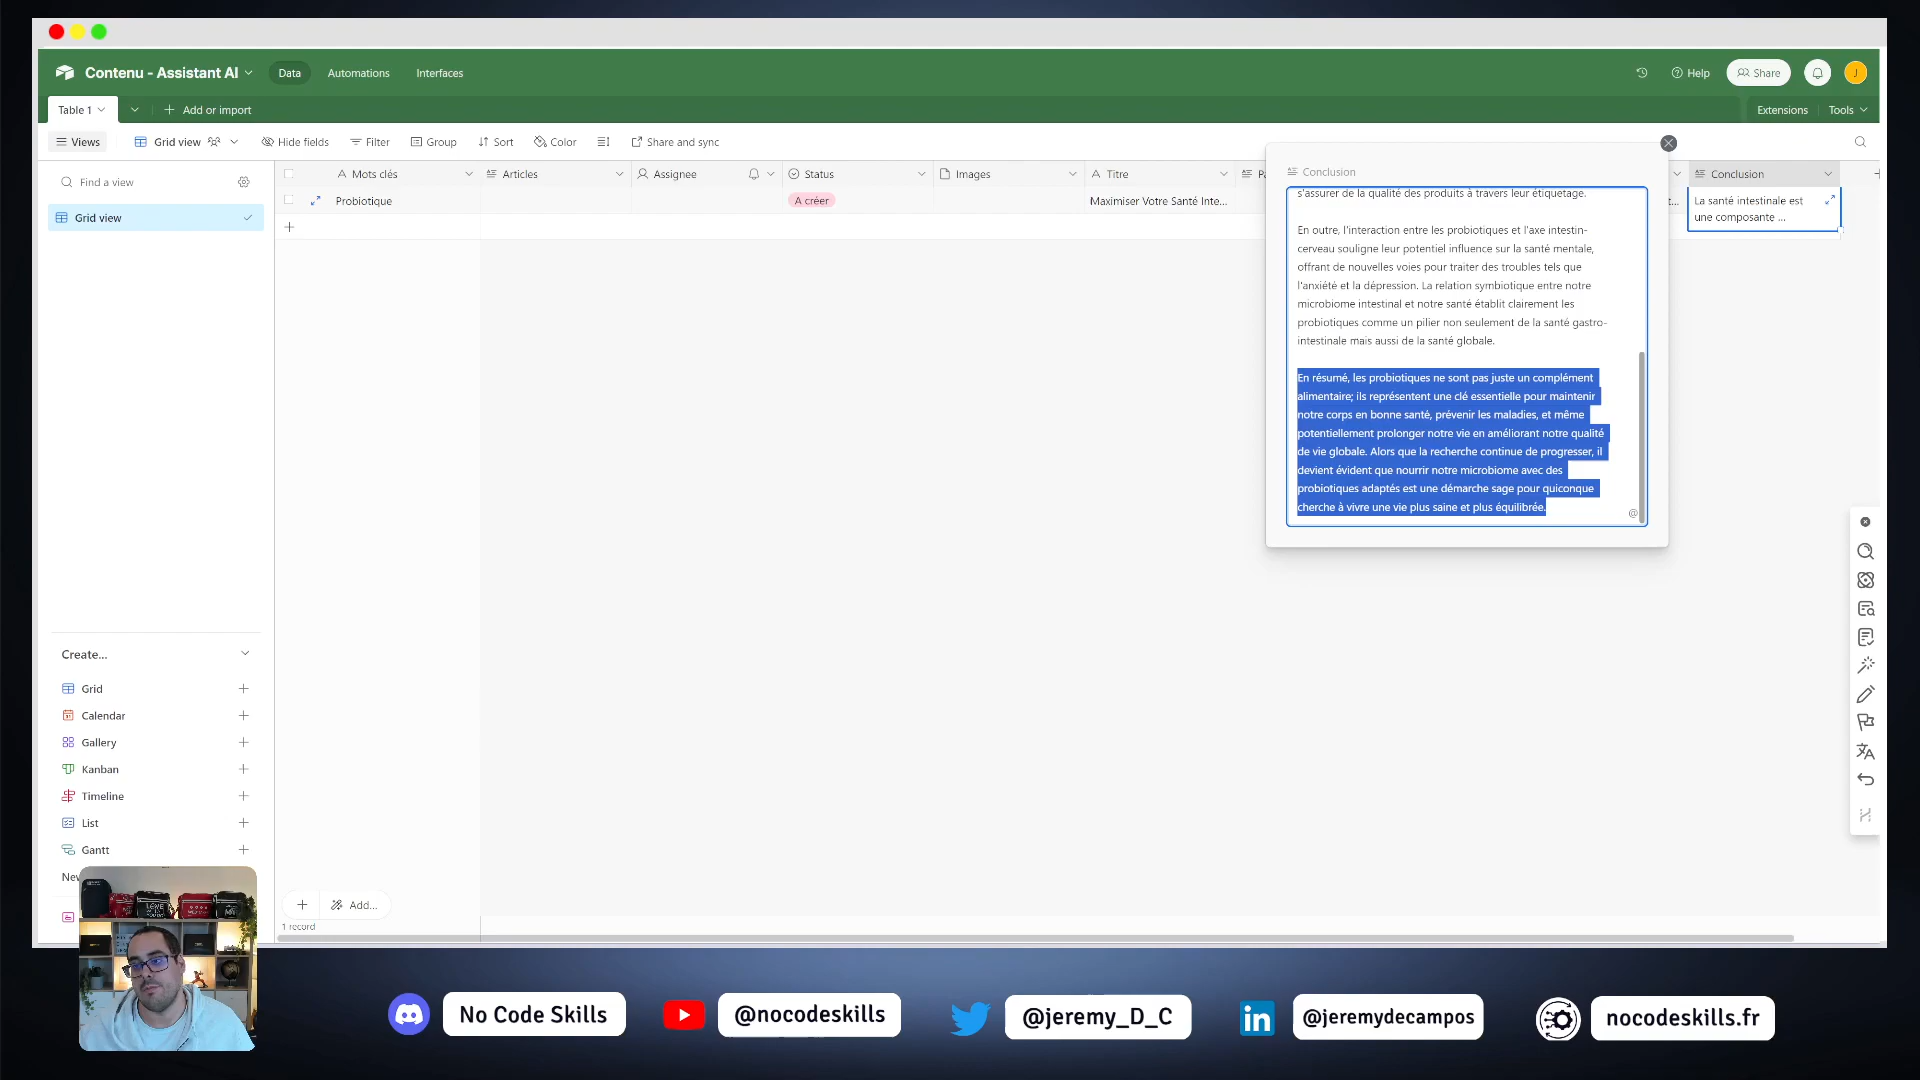 Contenu - Assistant AI
Data
Automations
Interfaces
Help
Share
J
Table 1
Add or import
Extensions
Tools
Views
Grid view
Hide fields
Filter
Group
Sort
Color
Share and sync
Find a view
Grid view
Mots clés
Articles
Assignee
Status
Images
Titre
Conclusion
Probiotique
A créer
Maximiser Votre Santé Inte...
La santé intestinale est
une composante ...
Conclusion
s'assurer de la qualité des produits à travers leur étiquetage.
En outre, l'interaction entre les probiotiques et l'axe intestin-
cerveau souligne leur potentiel influence sur la santé mentale,
offrant de nouvelles voies pour traiter des troubles tels que
l'anxiété et la dépression. La relation symbiotique entre notre
microbiome intestinal et notre santé établit clairement les
probiotiques comme un pilier non seulement de la santé gastro-
intestinale mais aussi de la santé globale.
En résumé, les probiotiques ne sont pas juste un complément
alimentaire; ils représentent une clé essentielle pour maintenir
notre corps en bonne santé, prévenir les maladies, et même
potentiellement prolonger notre vie en améliorant notre qualité
de vie globale. Alors que la recherche continue de progresser, il
devient évident que nourrir notre microbiome avec des
probiotiques adaptés est une démarche sage pour quiconque
cherche à vivre une vie plus saine et plus équilibrée.
@
Create...
Grid
Calendar
Gallery
Kanban
Timeline
List
Gantt
Add...
1 record
No Code Skills
@nocodeskills
@jeremy_D_C
in
@jeremydecampos
nocodeskills.fr